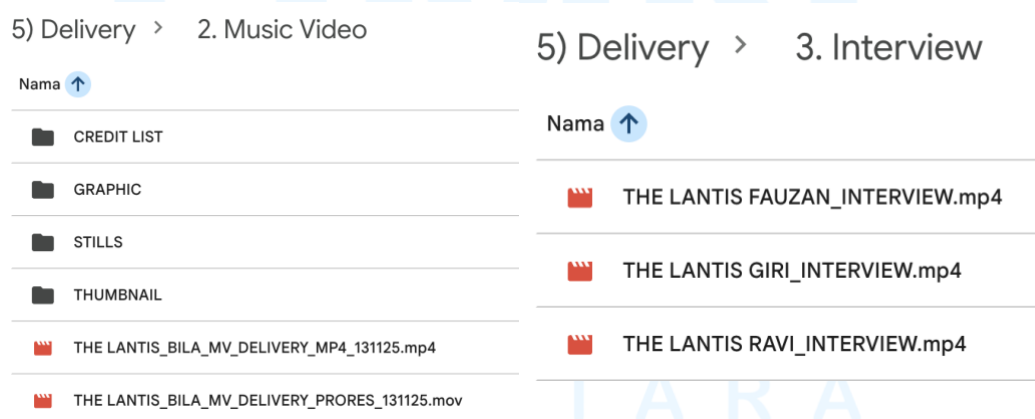 5) Delivery > 2. Music Video
Nama
CREDIT LIST
GRAPHIC
STILLS
THUMBNAIL
THE LANTIS_BILA_MV_DELIVERY_MP4_131125.mp4
THE LANTIS_BILA_MV_DELIVERY_PRORES_131125.mov
5) Delivery > 3. Interview
Nama
THE LANTIS FAUZAN_INTERVIEW.mp4
THE LANTIS GIRI_INTERVIEW.mp4
THE LANTIS RAVI_INTERVIEW.mp4
TARA